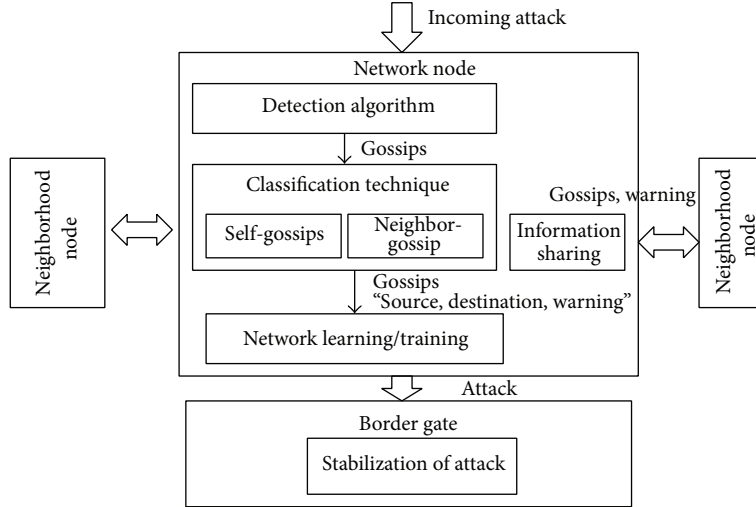 Incoming attack
Network node
Detection algorithm
Gossips
Classification technique
Self-gossips
Neighbor-
gossip
Gossips, warning
Information
sharing
Neighborhood
node
Neighborhood
node
Gossips
“Source, destination, warning”
Network learning/training
Attack
Border gate
Stabilization of attack